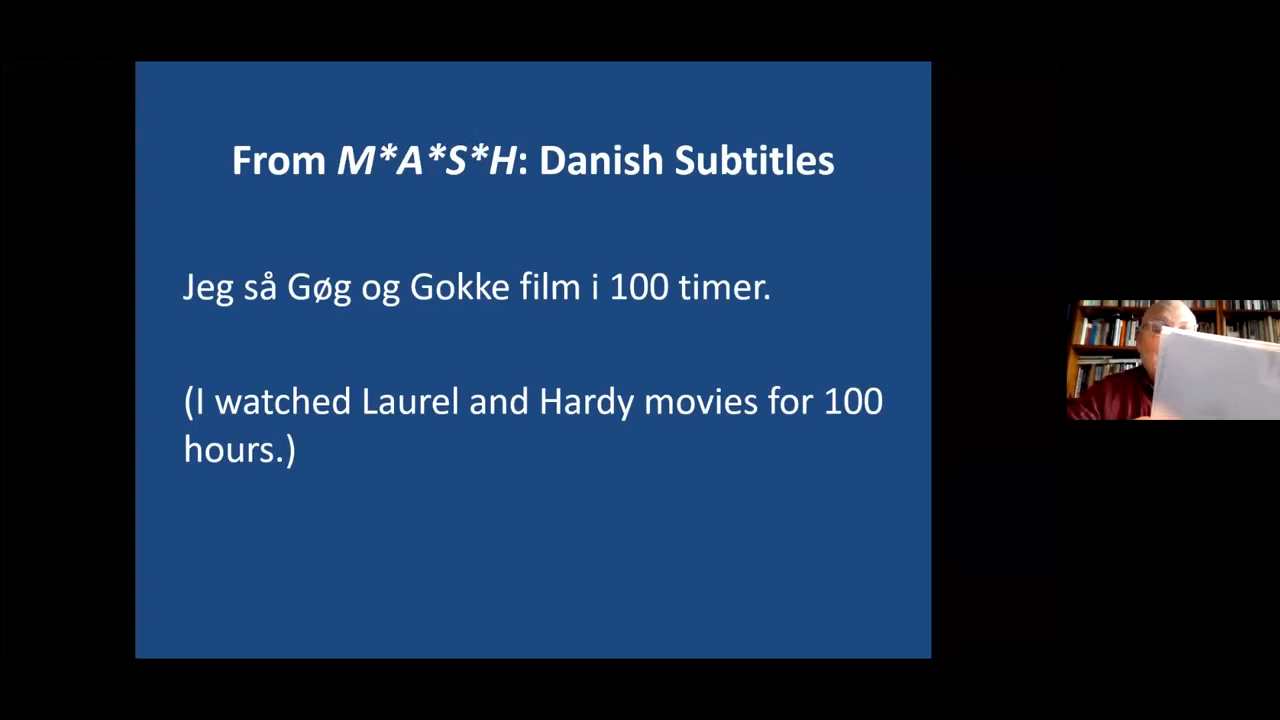 From M*A*S*H: Danish Subtitles
Jeg så Gøg og Gokke film i 100 timer.
(I watched Laurel and Hardy movies for 100
hours.)